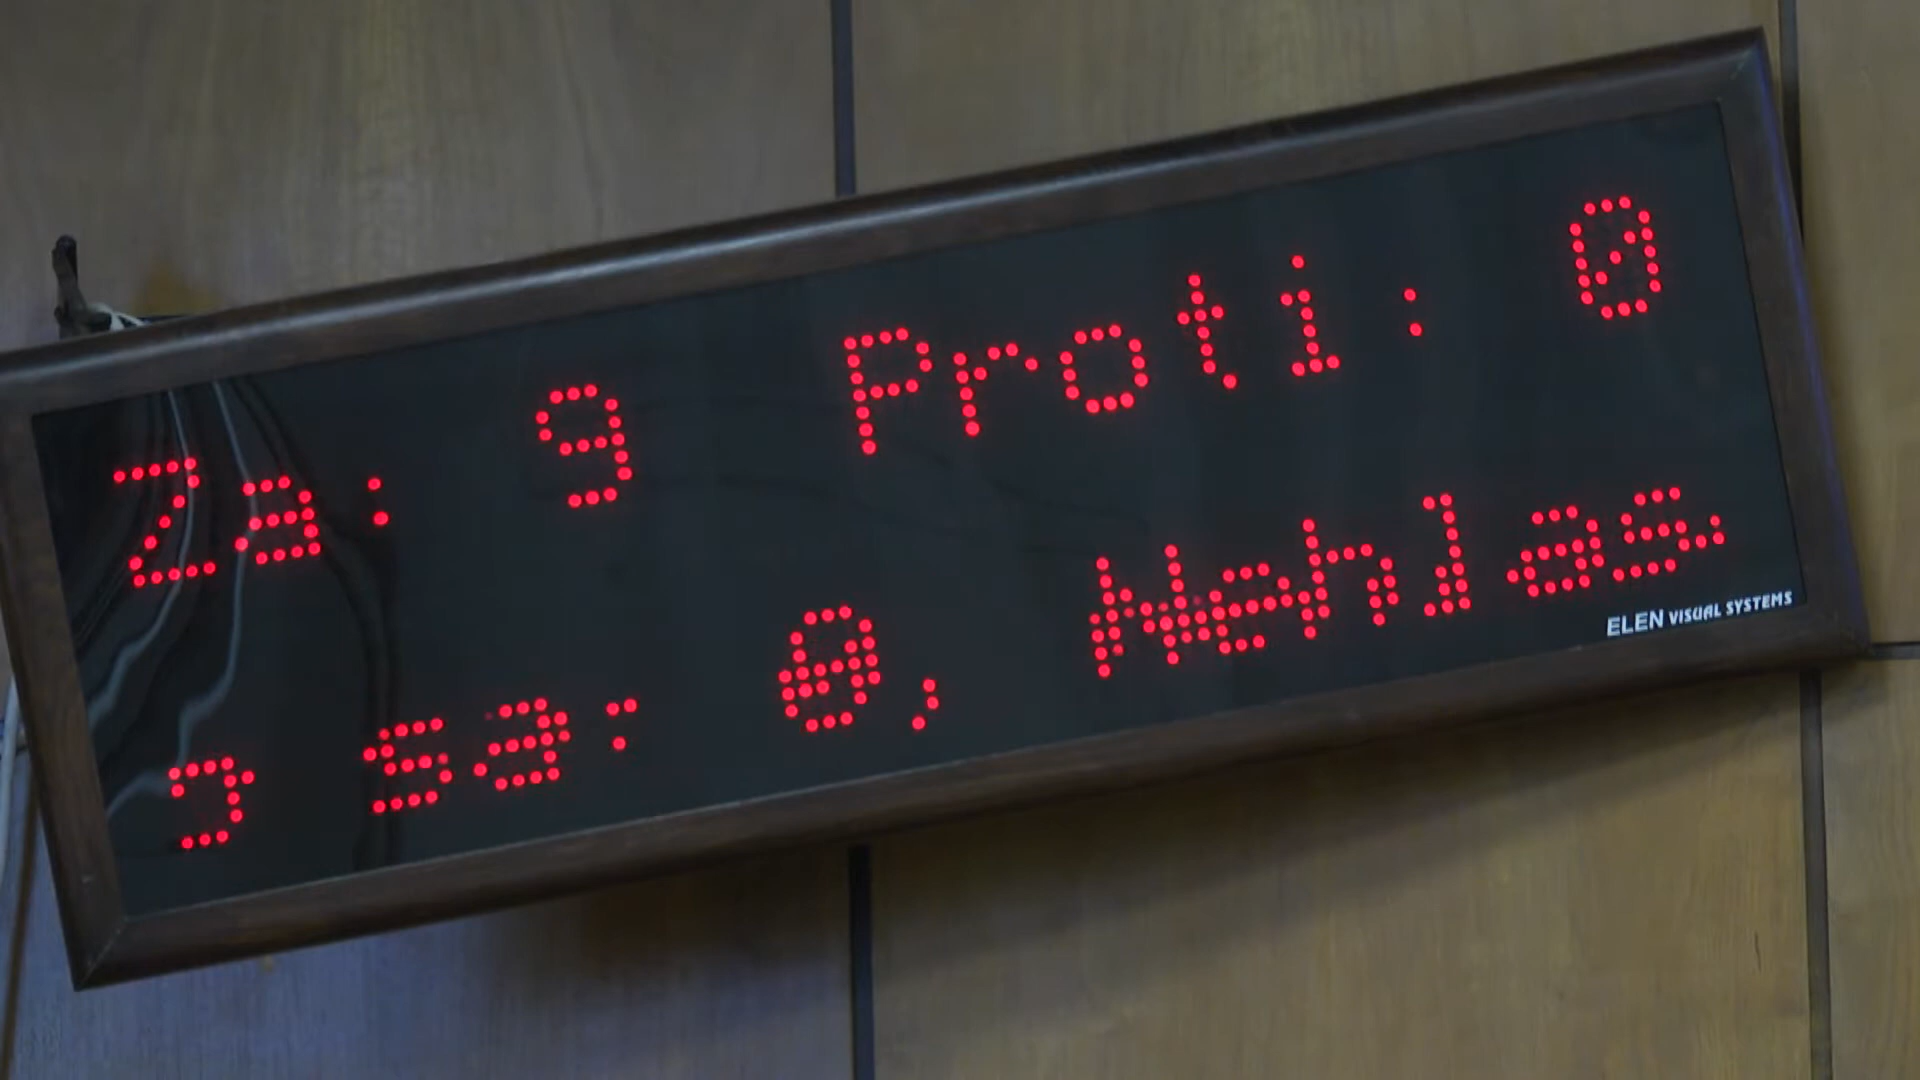 Za: 9 Proti: 0
sa: 0, Nehlas.
ELEN VISUAL SYSTEMS